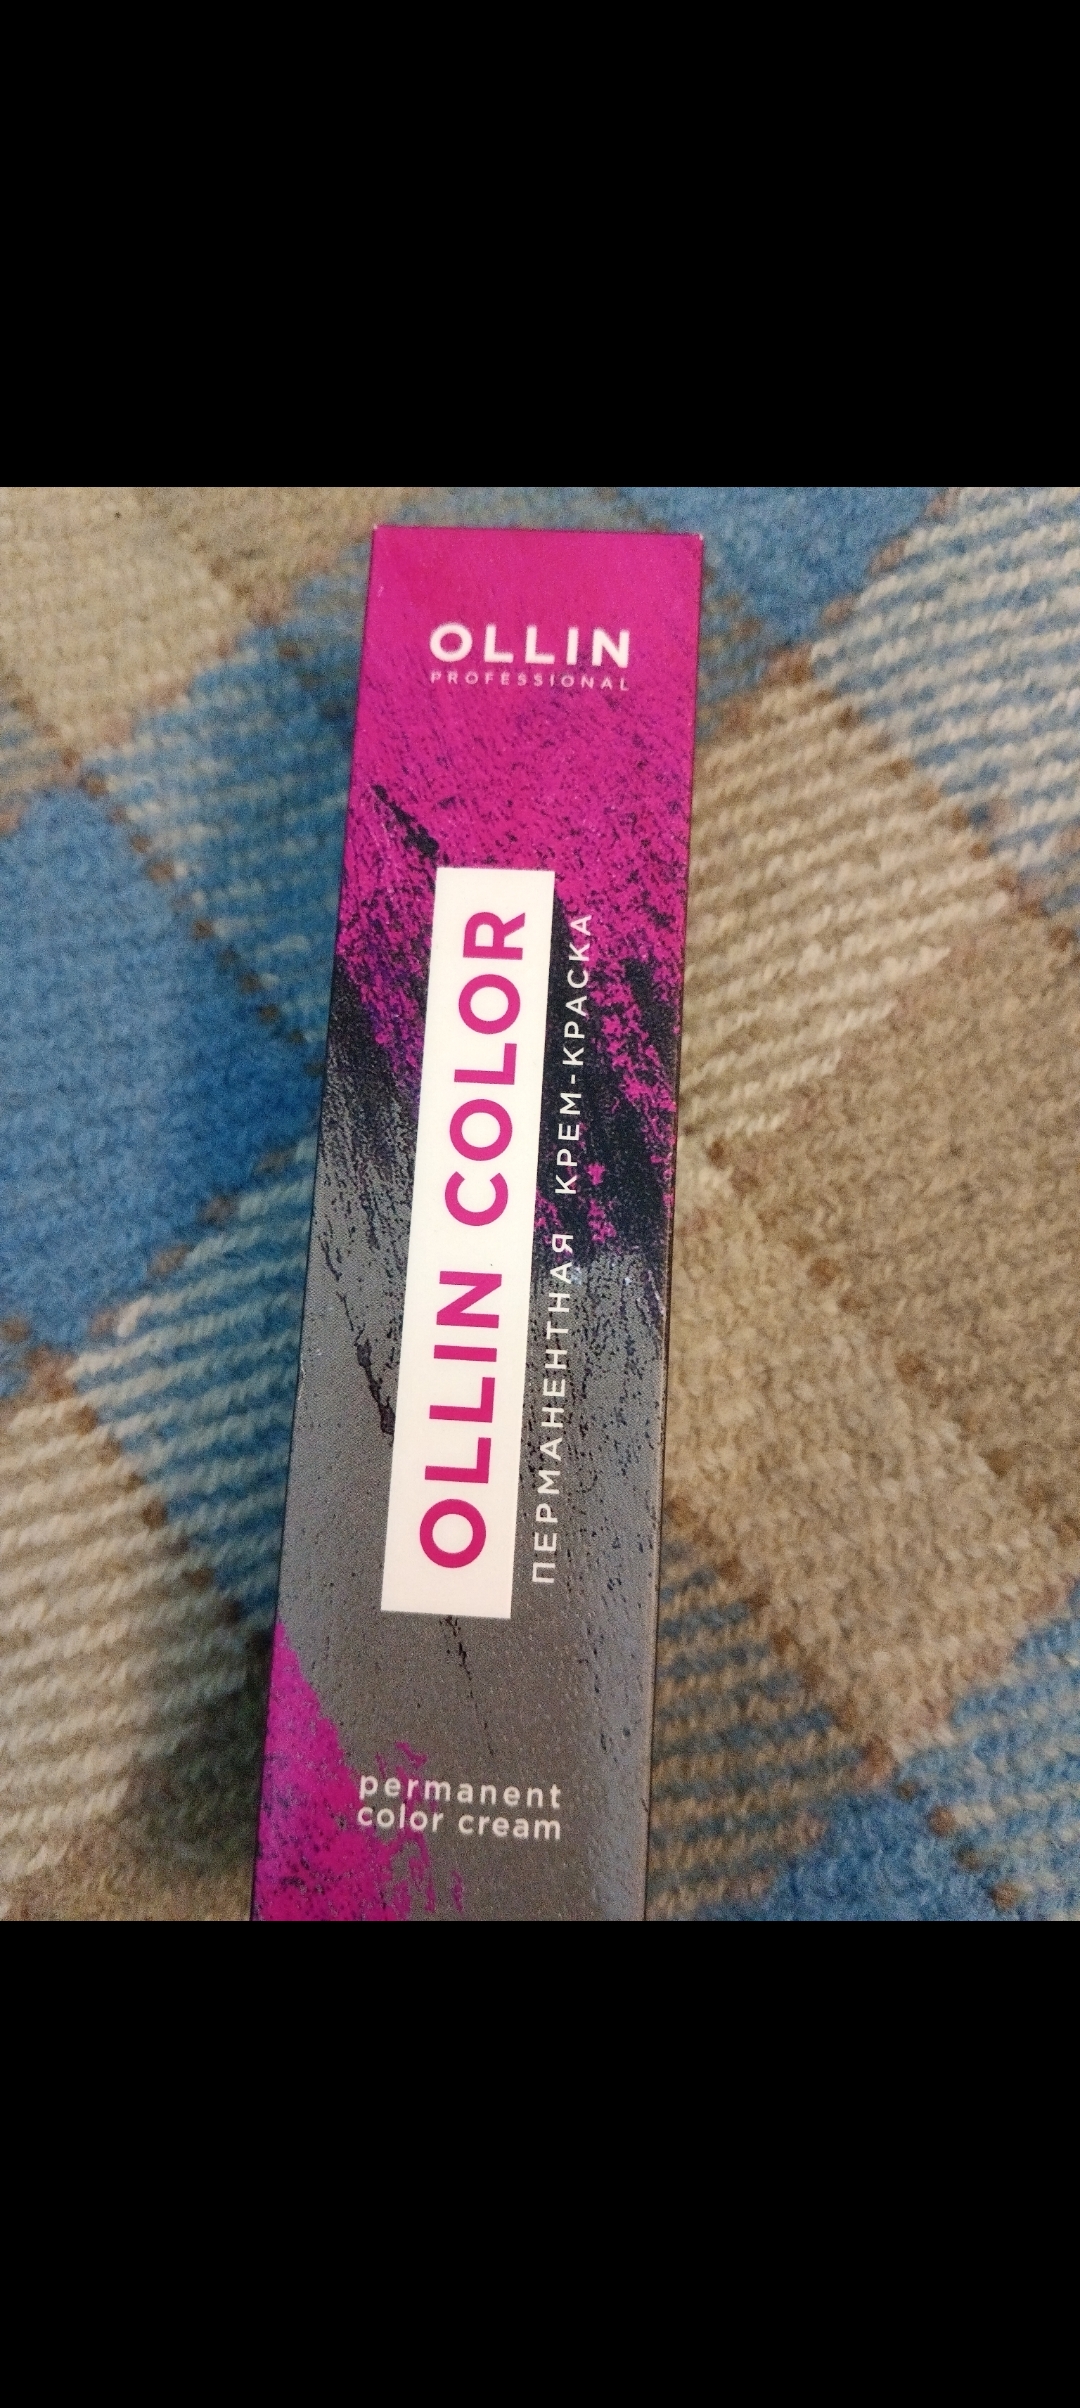 OLLIN
PROFESSIONAL
OLLIN COLOR
ПЕРМАНЕНТНАЯ КРЕМ-КРАСКА
permanent
color cream